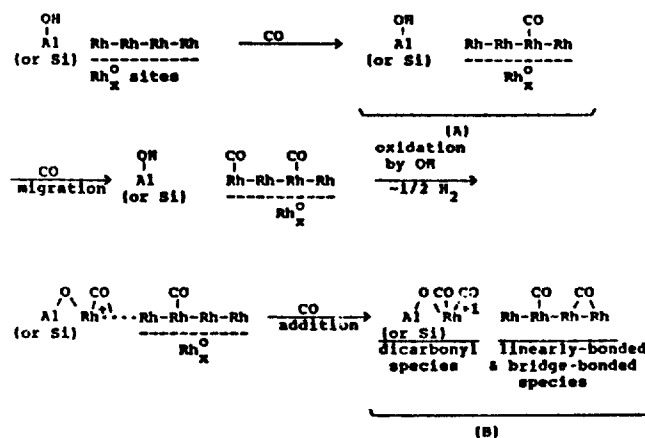 OH OH CO
Al Rh-Rh-Rh-Rh CO Al Rh-Rh-Rh-Rh
(or Si) Rh°x sites (or Si) Rh°x
(A)
OH CO CO oxidation
CO by OH
migration Al Rh-Rh-Rh-Rh ~1/2 H2
(or Si) Rh°x
O CO CO O CO CO CO CO
Al Rh+1 Rh-Rh-Rh-Rh CO Al Rh+1 Rh-Rh-Rh-Rh
(or Si) Rh°x addition (or Si)
dicarbonyl linearly-bonded
species & bridge-bonded
species
(B)